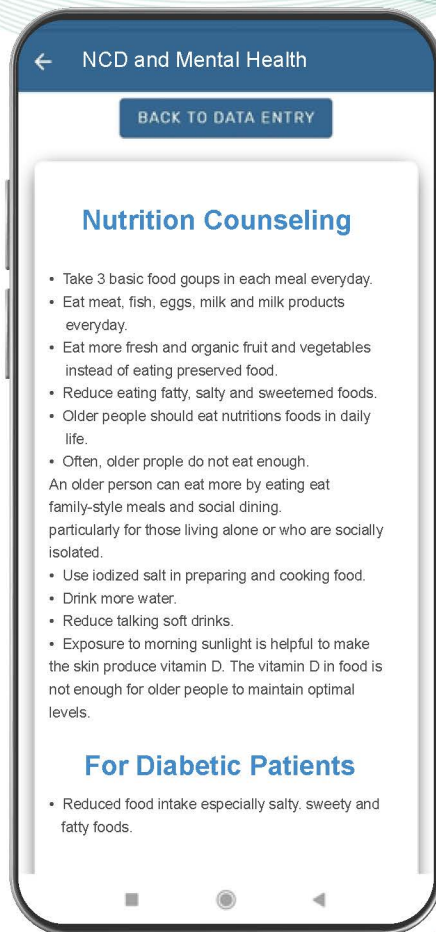 NCD and Mental Health
BACK TO DATA ENTRY
Nutrition Counseling
• Take 3 basic food goups in each meal everyday.
• Eat meat, fish, eggs, milk and milk products
everyday.
• Eat more fresh and organic fruit and vegetables
instead of eating preserved food.
• Reduce eating fatty, salty and sweeterned foods.
• Older people should eat nutritions foods in daily
life.
• Often, older prople do not eat enough.
An older person can eat more by eating eat
family-style meals and social dining.
particularly for those living alone or who are socially
isolated.
• Use iodized salt in preparing and cooking food.
• Drink more water.
• Reduce talking soft drinks.
• Exposure to morning sunlight is helpful to make
the skin produce vitamin D. The vitamin D in food is
not enough for older people to maintain optimal
levels.
For Diabetic Patients
• Reduced food intake especially salty. sweety and
fatty foods.